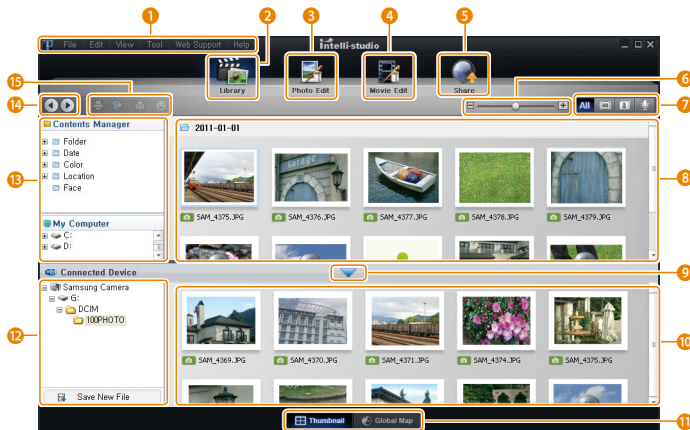 1
2
3
4
5
File Edit View Tool Web Support Help
intelli-studio
15
Library
Photo Edit
Movie Edit
Share
6
14
All
7
Contents Manager
2011-01-01
Folder
Date
Color
Location
Face
13
8
SAM_4375.JPG
SAM_4376.JPG
SAM_4377.JPG
SAM_4378.JPG
SAM_4379.JPG
My Computer
C:
D:
Connected Device
9
Samsung Camera
G:
DCIM
100PHOTO
12
10
SAM_4369.JPG
SAM_4370.JPG
SAM_4371.JPG
SAM_4374.JPG
SAM_4375.JPG
Save New File
Thumbnail
Global Map
11